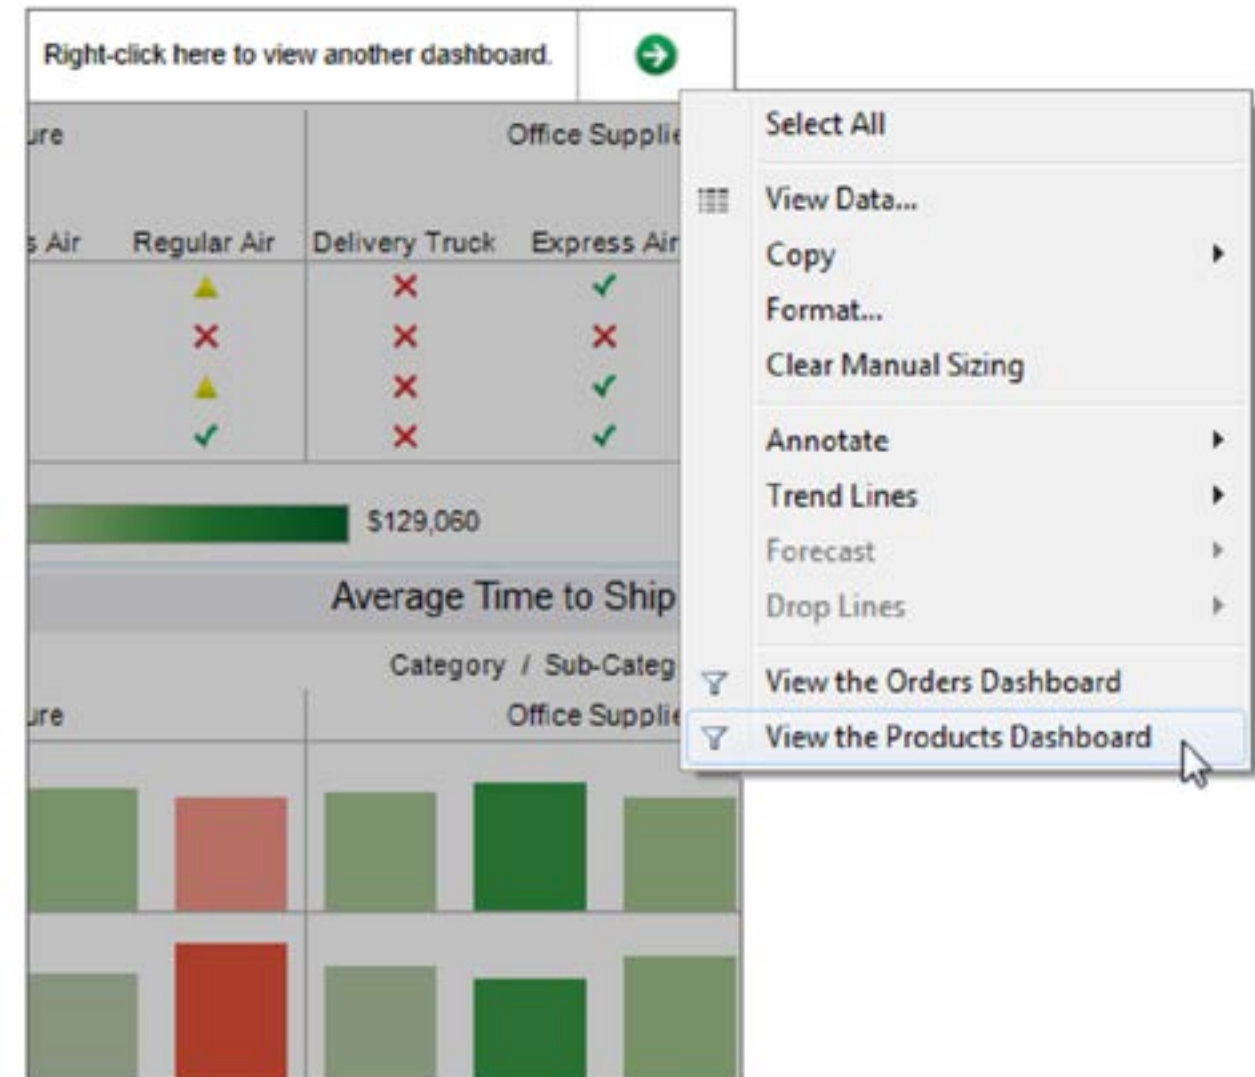 Right-click here to view another dashboard.
ure Office Supplie
s Air Regular Air Delivery Truck Express Air
$129,060
Average Time to Ship
Category / Sub-Categ
ure Office Supplie
Select All
View Data...
Copy
Format...
Clear Manual Sizing
Annotate
Trend Lines
Forecast
Drop Lines
View the Orders Dashboard
View the Products Dashboard